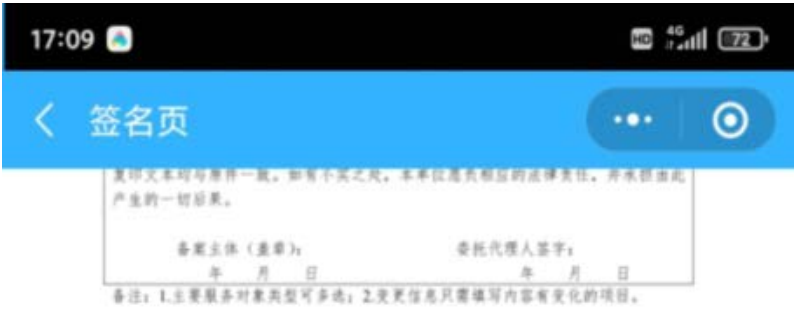 17:09 HD 4G 72
签名页
复印文本均与原件一致。如有不实之处，本单位愿负相应的法律责任，并承担由此
产生的一切后果。
备案主体（盖章）： 委托代理人签字：
年 月 日 年 月 日
备注：1.主要服务对象类型可多选；2.变更信息只需填写内容有变化的项目。